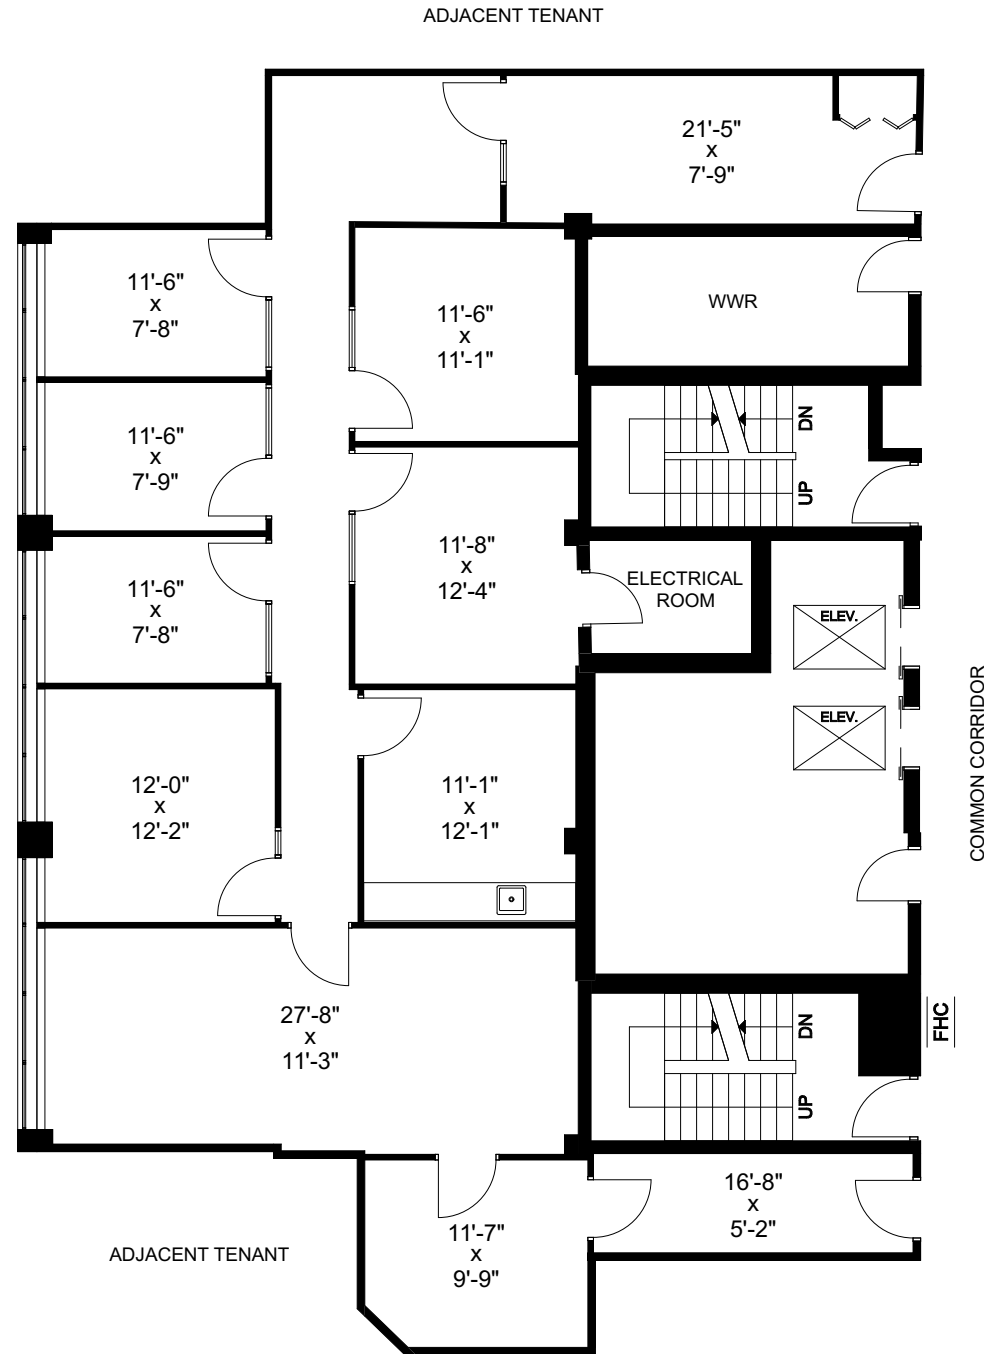 ADJACENT TENANT
21'-5"
x
7'-9"
11'-6"
x
7'-8"
11'-6"
x
11'-1"
WWR
11'-6"
x
7'-9"
DN
UP
11'-8"
x
12'-4"
11'-6"
x
7'-8"
ELECTRICAL
ROOM
ELEV.
ELEV.
COMMON CORRIDOR
12'-0"
x
12'-2"
11'-1"
x
12'-1"
27'-8"
x
11'-3"
DN
UP
FHC
16'-8"
x
5'-2"
11'-7"
x
9'-9"
ADJACENT TENANT